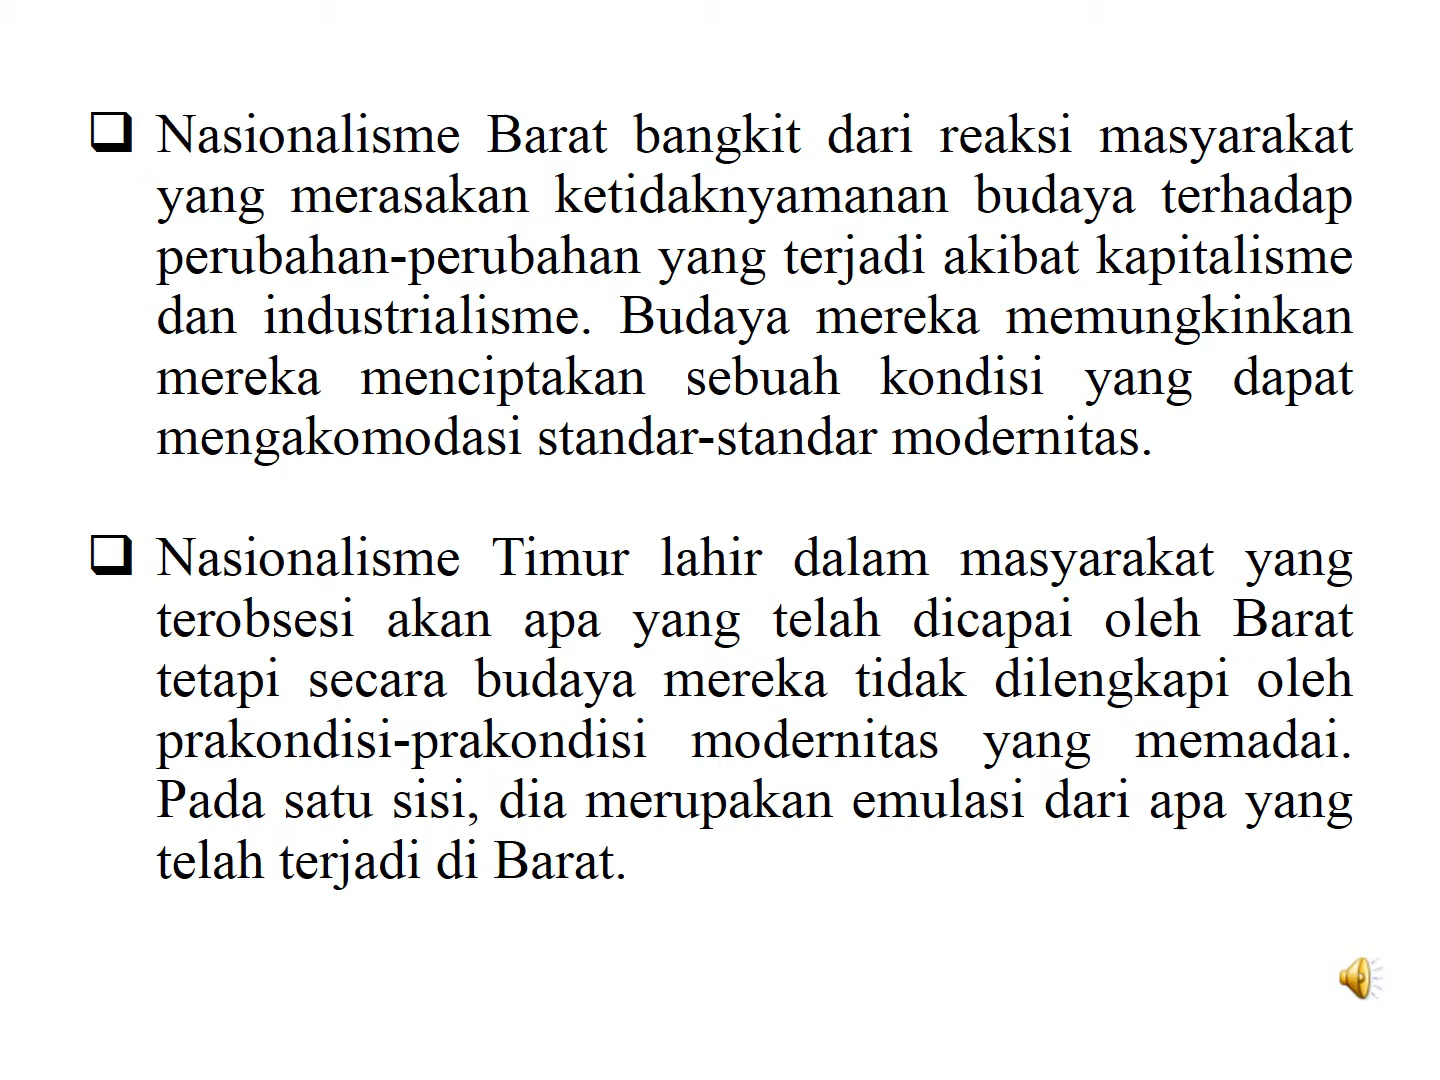 Nasionalisme Barat bangkit dari reaksi masyarakat
yang merasakan ketidaknyamanan budaya terhadap
perubahan-perubahan yang terjadi akibat kapitalisme
dan industrialisme. Budaya mereka memungkinkan
mereka menciptakan sebuah kondisi yang dapat
mengakomodasi standar-standar modernitas.
Nasionalisme Timur lahir dalam masyarakat yang
terobsesi akan apa yang telah dicapai oleh Barat
tetapi secara budaya mereka tidak dilengkapi oleh
prakondisi-prakondisi modernitas yang memadai.
Pada satu sisi, dia merupakan emulasi dari apa yang
telah terjadi di Barat.